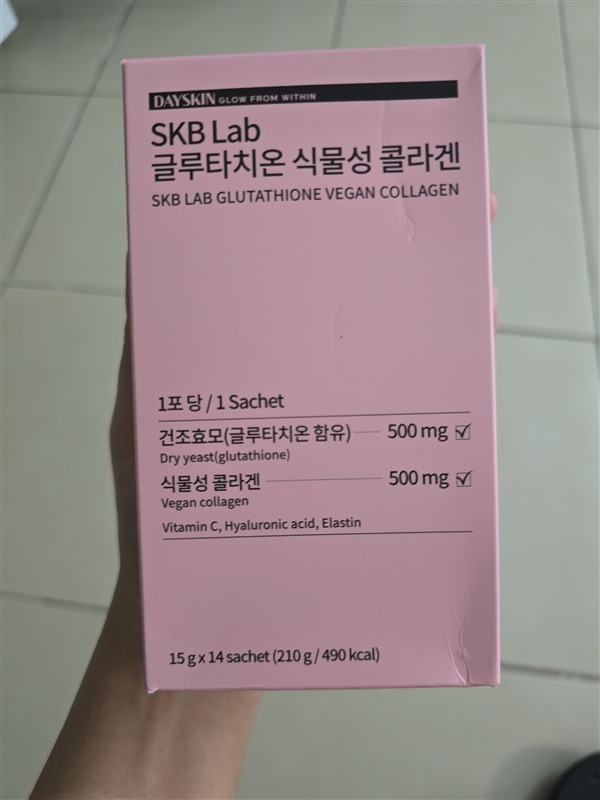 DAYSKIN GLOW FROM WITHIN
SKB Lab
글루타치온 식물성 콜라겐
SKB LAB GLUTATHIONE VEGAN COLLAGEN
1포 당 / 1 Sachet
건조효모(글루타치온 함유) 500 mg ☑
Dry yeast(glutathione)
식물성 콜라겐 500 mg ☑
Vegan collagen
Vitamin C, Hyaluronic acid, Elastin
15 g x 14 sachet (210 g / 490 kcal)